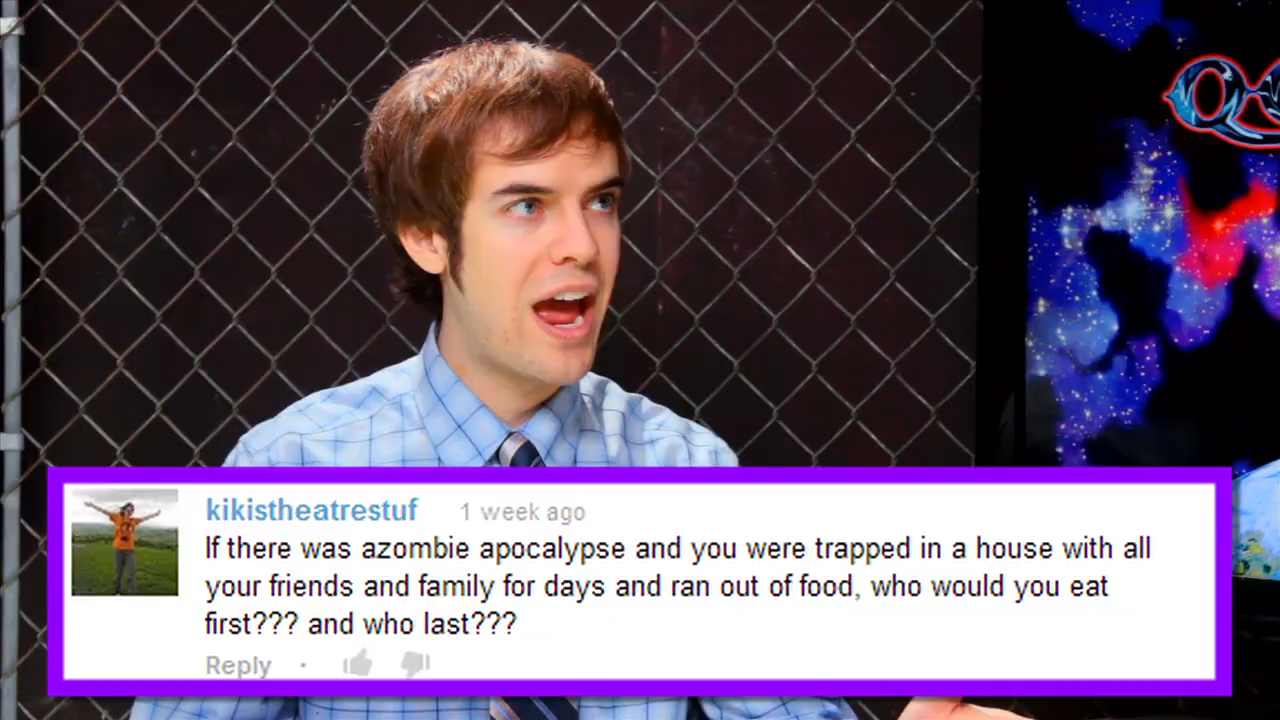 kikistheatrestuf 1 week ago
If there was azombie apocalypse and you were trapped in a house with all
your friends and family for days and ran out of food, who would you eat
first??? and who last???
Reply ·